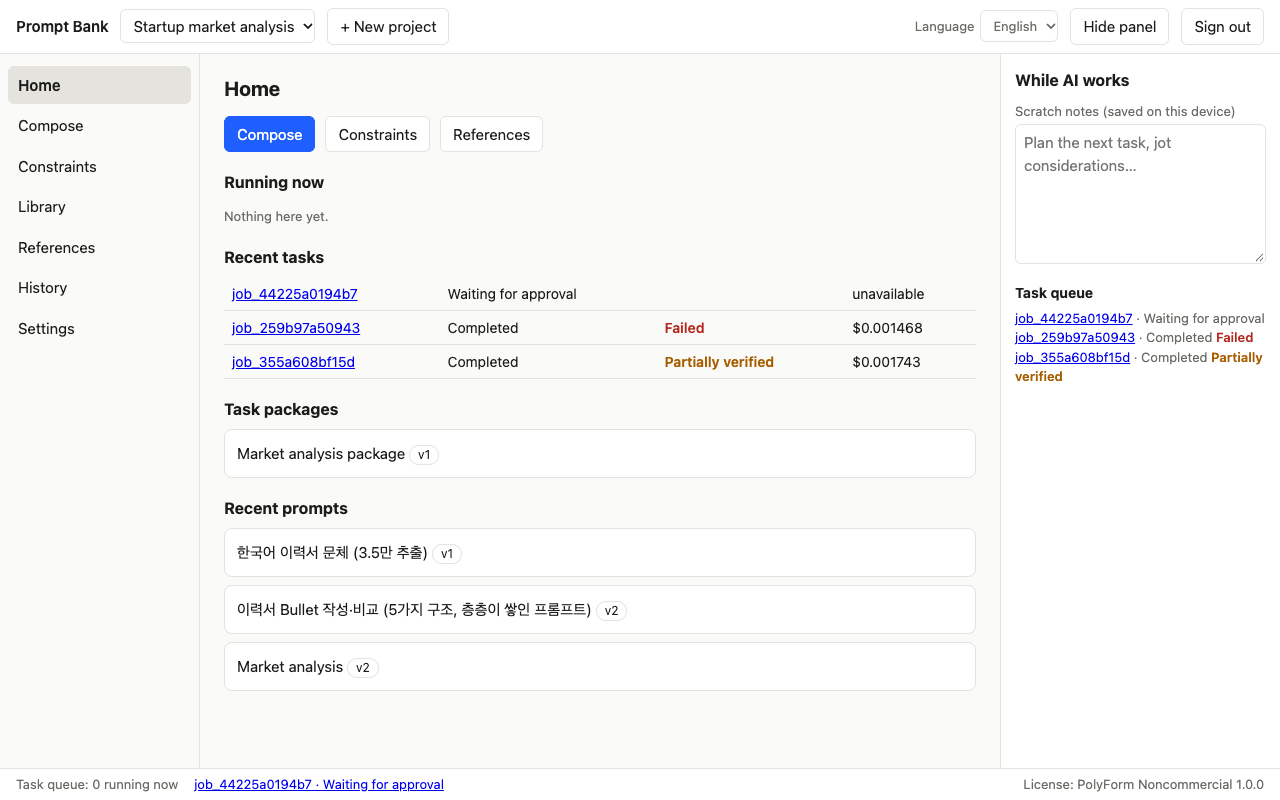 Prompt Bank
Startup market analysis
+ New project
Language
English
Hide panel
Sign out
Home
Compose
Constraints
Library
References
History
Settings
Home
Compose
Constraints
References
Running now
Nothing here yet.
Recent tasks
job_44225a0194b7 Waiting for approval unavailable
job_259b97a50943 Completed Failed $0.001468
job_355a608bf15d Completed Partially verified $0.001743
Task packages
Market analysis package v1
Recent prompts
한국어 이력서 문체 (3.5만 추출) v1
이력서 Bullet 작성·비교 (5가지 구조, 층층이 쌓인 프롬프트) v2
Market analysis v2
While AI works
Scratch notes (saved on this device)
Plan the next task, jot
considerations...
Task queue
job_44225a0194b7 · Waiting for approval
job_259b97a50943 · Completed Failed
job_355a608bf15d · Completed Partially
verified
Task queue: 0 running now
job_44225a0194b7 · Waiting for approval
License: PolyForm Noncommercial 1.0.0